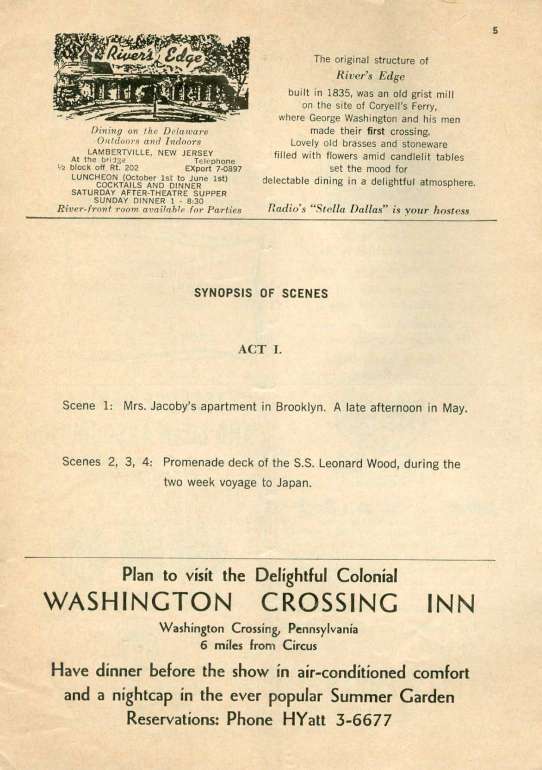 5
River's Edge
Dining on the Delaware
Outdoors and Indoors
LAMBERTVILLE, NEW JERSEY
At the bridge Telephone
½ block off Rt. 202 EXport 7-0897
LUNCHEON (October 1st to June 1st)
COCKTAILS AND DINNER
SATURDAY AFTER-THEATRE SUPPER
SUNDAY DINNER 1 - 8:30
River-front room available for Parties
The original structure of
River's Edge
built in 1835, was an old grist mill
on the site of Coryell's Ferry,
where George Washington and his men
made their first crossing.
Lovely old brasses and stoneware
filled with flowers amid candlelit tables
set the mood for
delectable dining in a delightful atmosphere.
Radio's "Stella Dallas" is your hostess
SYNOPSIS OF SCENES
ACT I.
Scene 1: Mrs. Jacoby's apartment in Brooklyn. A late afternoon in May.
Scenes 2, 3, 4: Promenade deck of the S.S. Leonard Wood, during the
two week voyage to Japan.
Plan to visit the Delightful Colonial
WASHINGTON CROSSING INN
Washington Crossing, Pennsylvania
6 miles from Circus
Have dinner before the show in air-conditioned comfort
and a nightcap in the ever popular Summer Garden
Reservations: Phone HYatt 3-6677